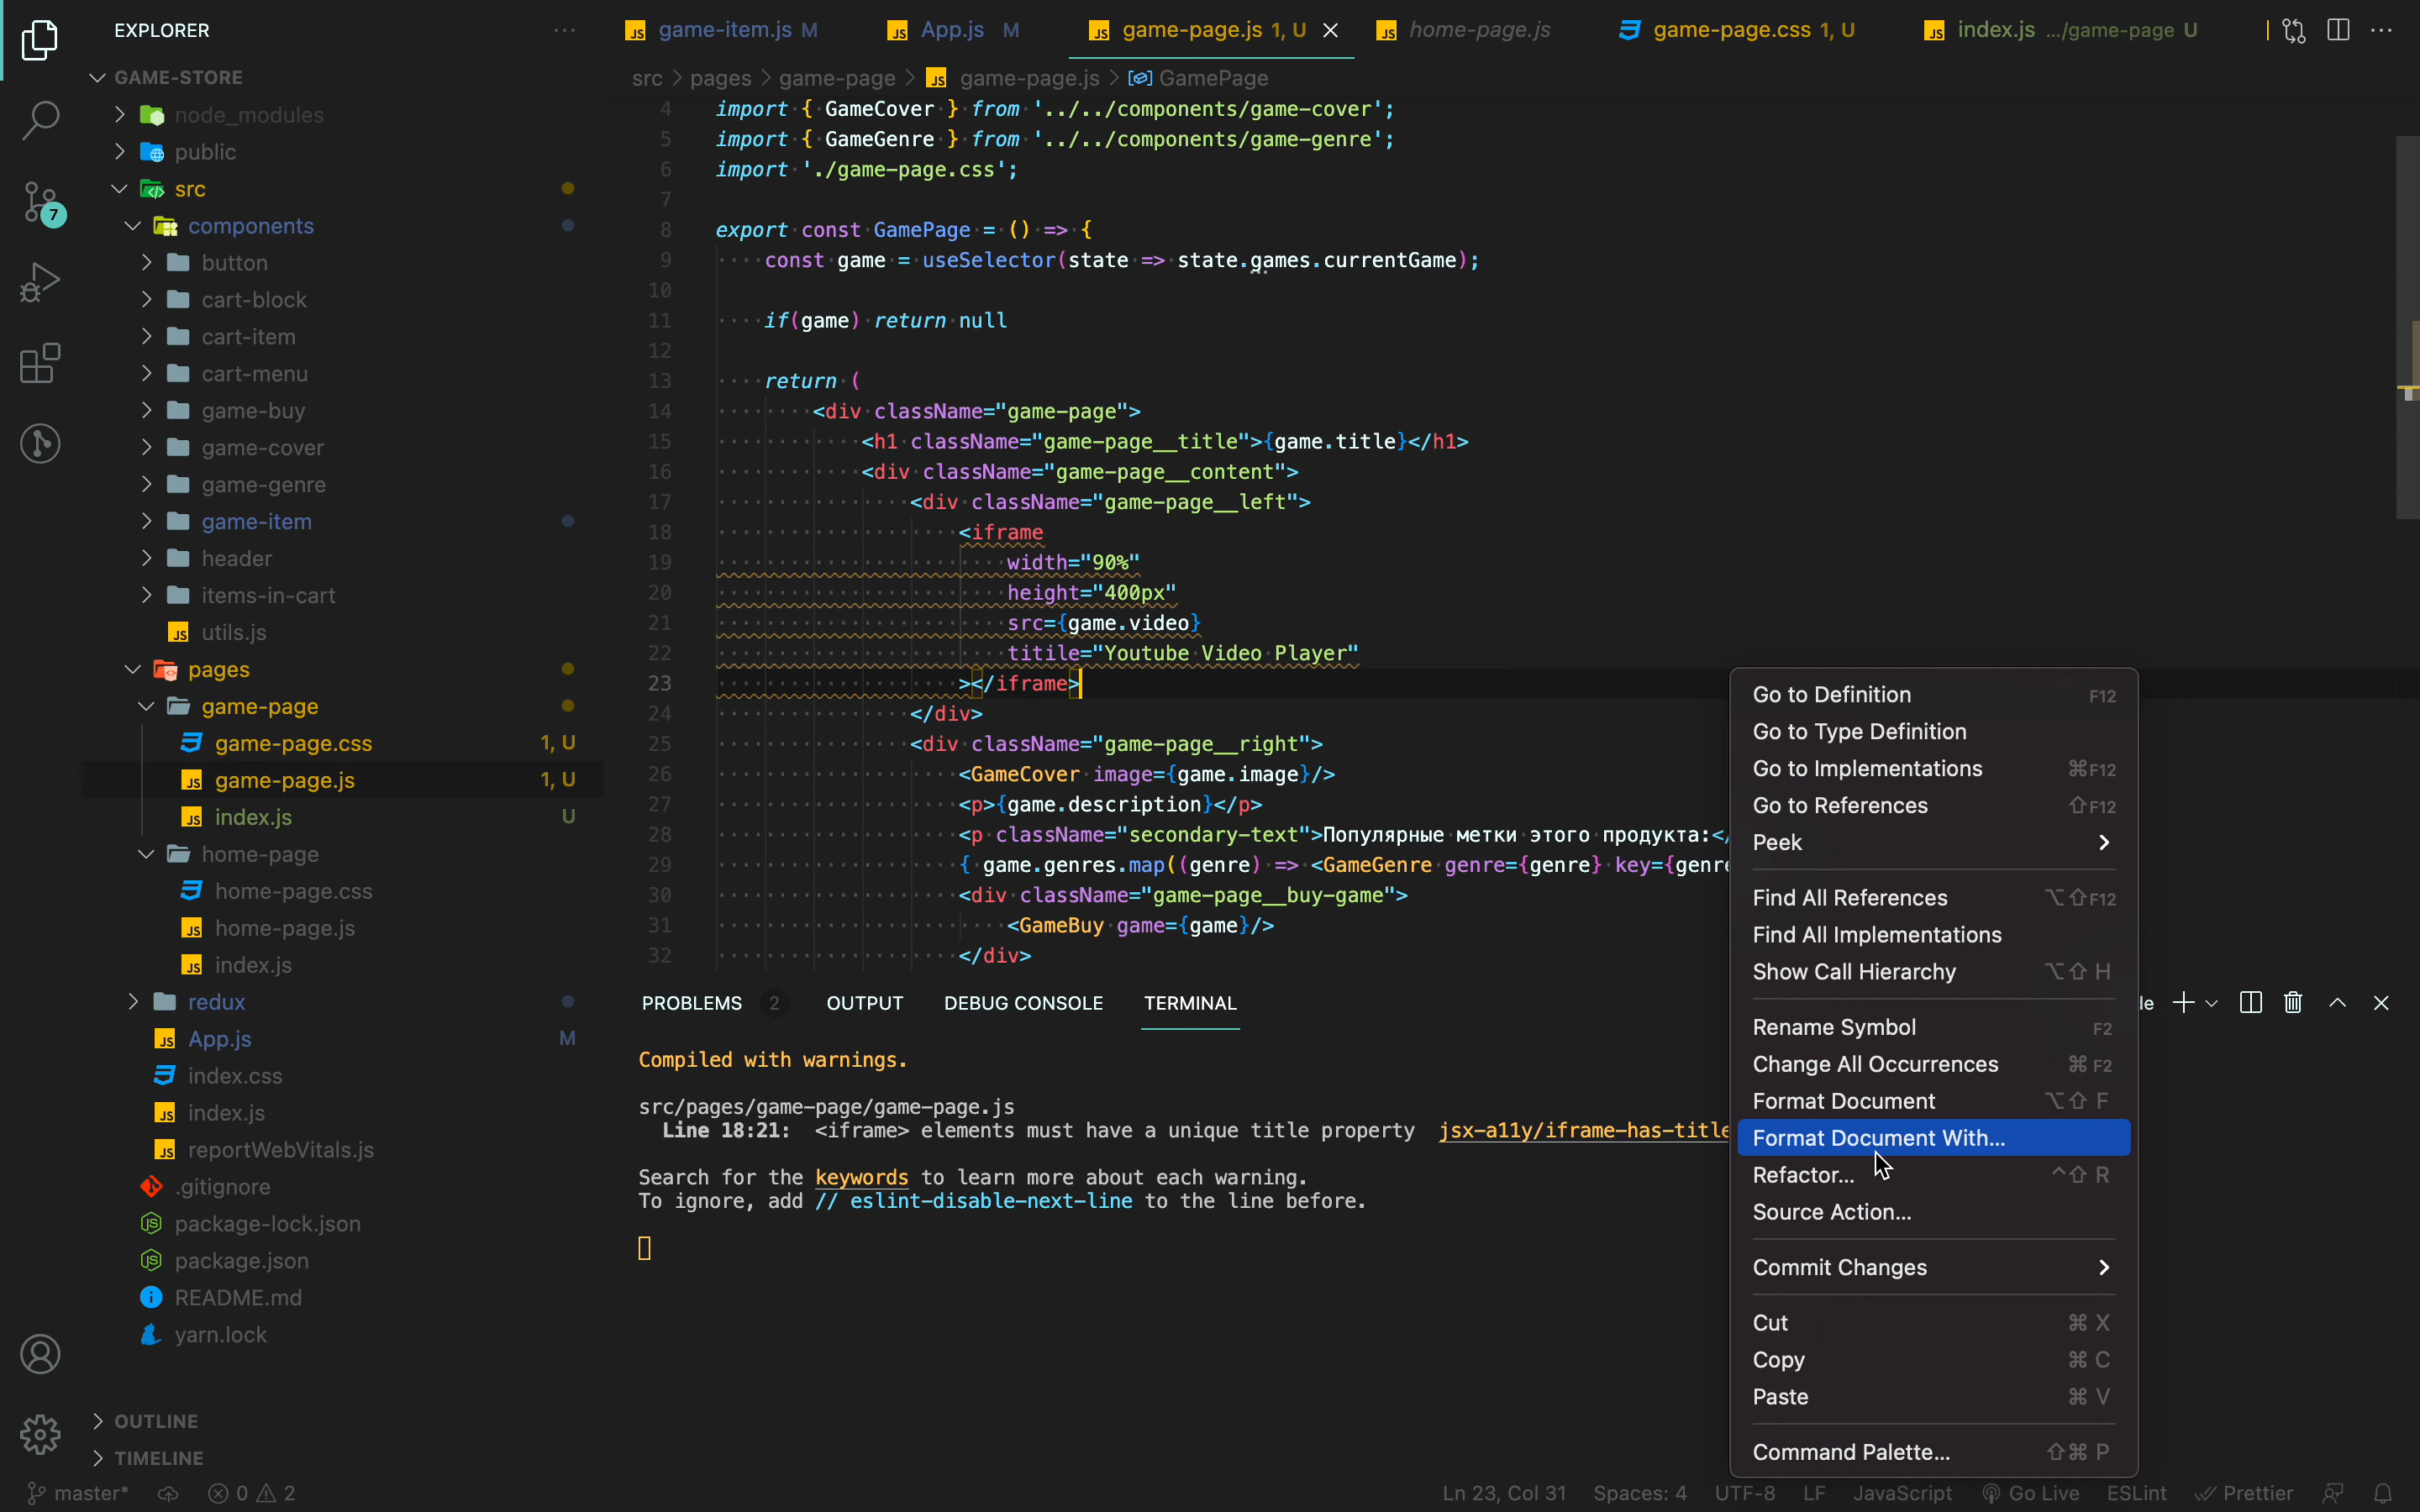 EXPLORER
GAME-STORE
node_modules
public
src
components
button
cart-block
cart-item
cart-menu
game-buy
game-cover
game-genre
game-item
header
items-in-cart
JS utils.js
pages
game-page
game-page.css 1, U
JS game-page.js 1, U
JS index.js U
home-page
home-page.css
JS home-page.js
JS index.js
redux
JS App.js M
index.css
JS index.js
JS reportWebVitals.js
.gitignore
package-lock.json
package.json
README.md
yarn.lock
OUTLINE
TIMELINE
7
JS game-item.js M JS App.js M JS game-page.js 1, U JS home-page.js game-page.css 1, U JS index.js .../game-page U
src > pages > game-page > JS game-page.js > GamePage
4 import { GameCover } from '../../components/game-cover';
5 import { GameGenre } from '../../components/game-genre';
6 import './game-page.css';
7
8 export const GamePage = () => {
9 const game = useSelector(state => state.games.currentGame);
10
11 if(game) return null
12
13 return (
14 <div className="game-page">
15 <h1 className="game-page__title">{game.title}</h1>
16 <div className="game-page__content">
17 <div className="game-page__left">
18 <iframe
19 width="90%"
20 height="400px"
21 src={game.video}
22 titile="Youtube Video Player"
23 ></iframe>
24 </div>
25 <div className="game-page__right">
26 <GameCover image={game.image}/>
27 <p>{game.description}</p>
28 <p className="secondary-text">Популярные метки этого продукта:</
29 { game.genres.map((genre) => <GameGenre genre={genre} key={genre
30 <div className="game-page__buy-game">
31 <GameBuy game={game}/>
32 </div>
PROBLEMS 2 OUTPUT DEBUG CONSOLE TERMINAL
le
Compiled with warnings.
src/pages/game-page/game-page.js
Line 18:21: <iframe> elements must have a unique title property jsx-a11y/iframe-has-title
Search for the keywords to learn more about each warning.
To ignore, add // eslint-disable-next-line to the line before.
Go to Definition F12
Go to Type Definition
Go to Implementations ⌘F12
Go to References ⇧F12
Peek
Find All References ⌥⇧F12
Find All Implementations
Show Call Hierarchy ⌥⇧ H
Rename Symbol F2
Change All Occurrences ⌘ F2
Format Document ⌥⇧ F
Format Document With...
Refactor... ^⇧ R
Source Action...
Commit Changes
Cut ⌘ X
Copy ⌘ C
Paste ⌘ V
Command Palette... ⇧⌘ P
master* 0 2 Ln 23, Col 31 Spaces: 4 UTF-8 LF JavaScript Go Live ESLint Prettier